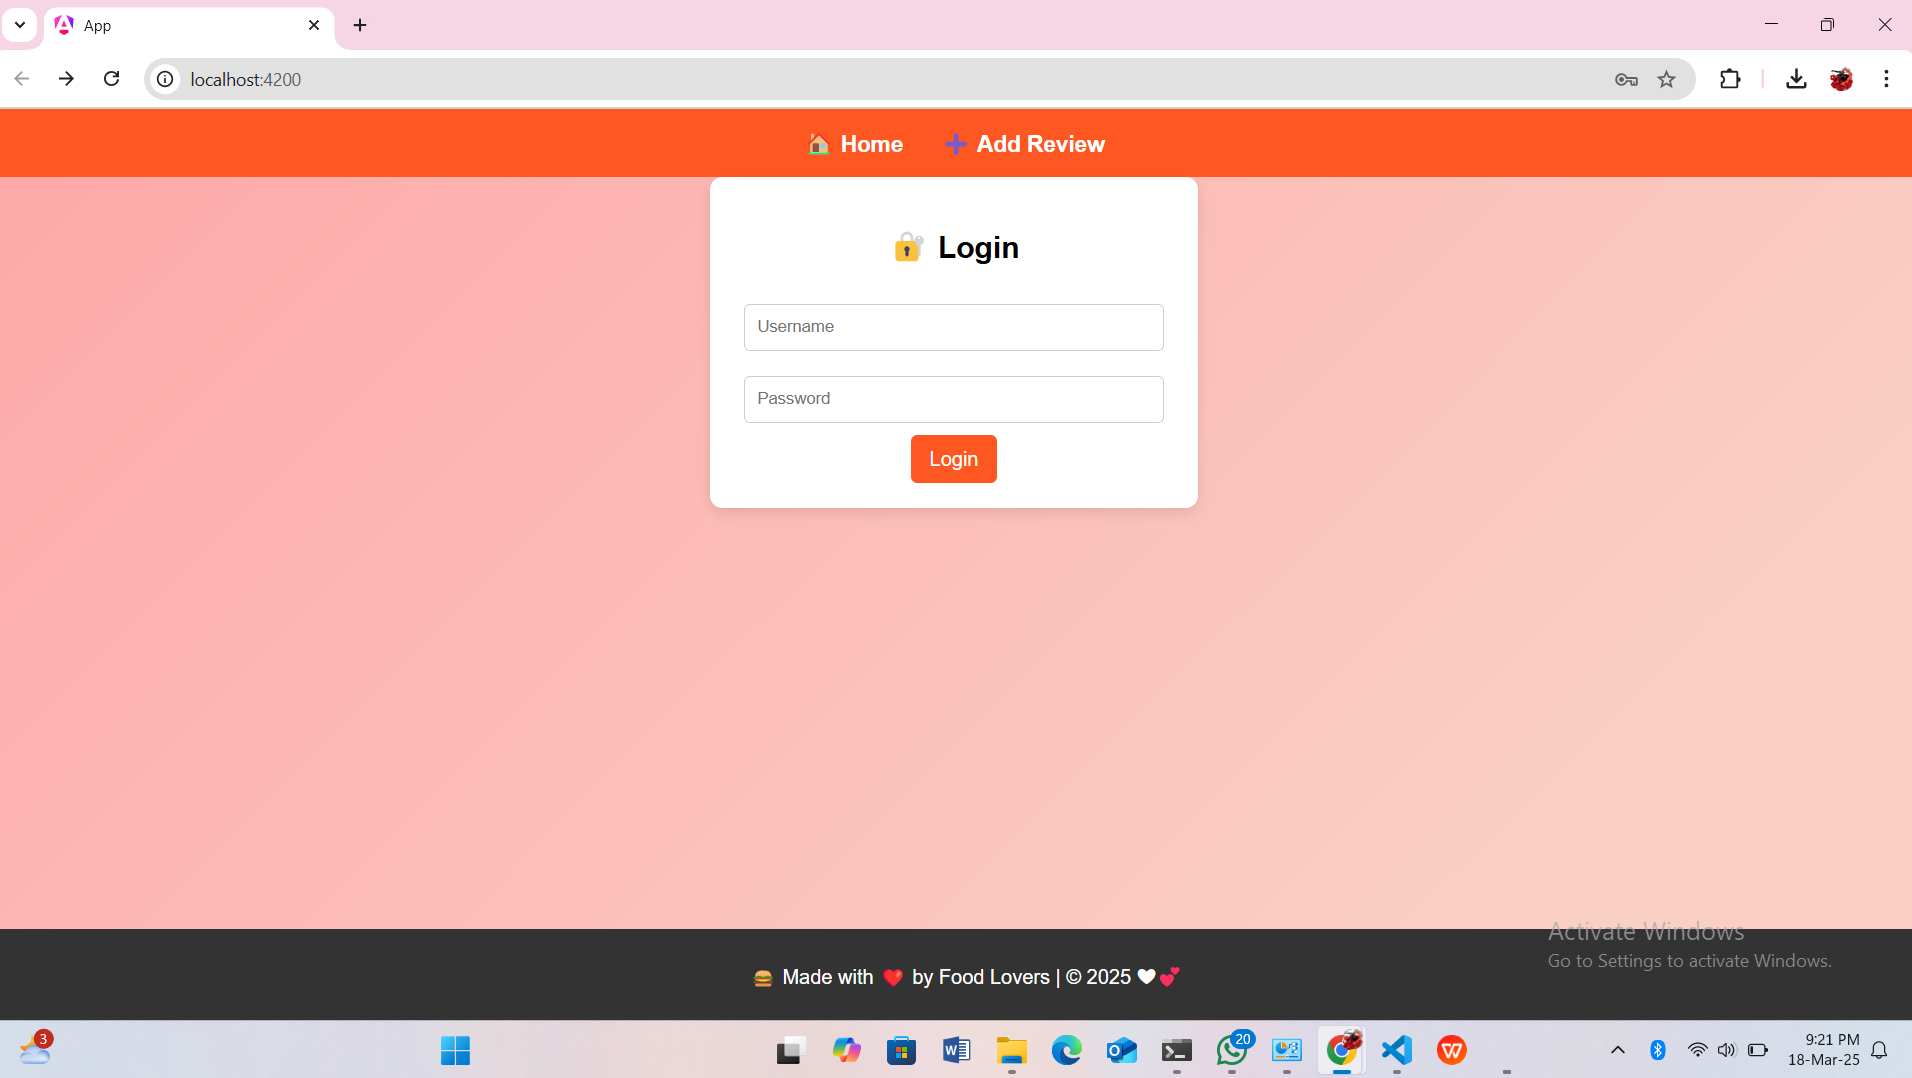 App
localhost:4200
🏠 Home ➕ Add Review
🔐 Login
Username
Password
Login
Activate Windows
Go to Settings to activate Windows.
🍔 Made with ❤️ by Food Lovers | © 2025 🤍💕
3
20
9:21 PM
18-Mar-25